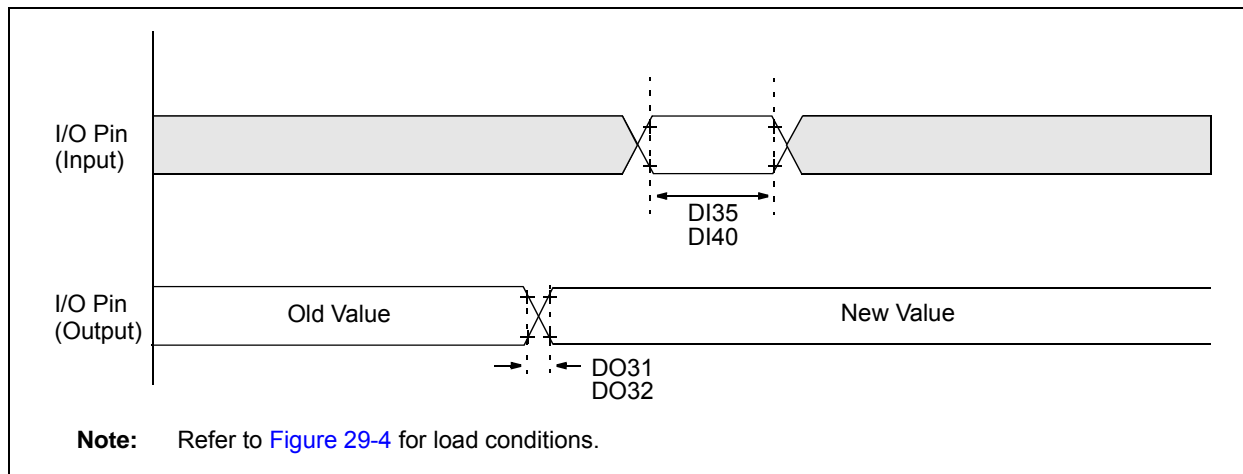 I/O Pin
(Input)
DI35
DI40
I/O Pin
(Output)
Old Value
New Value
DO31
DO32
Note: Refer to Figure 29-4 for load conditions.